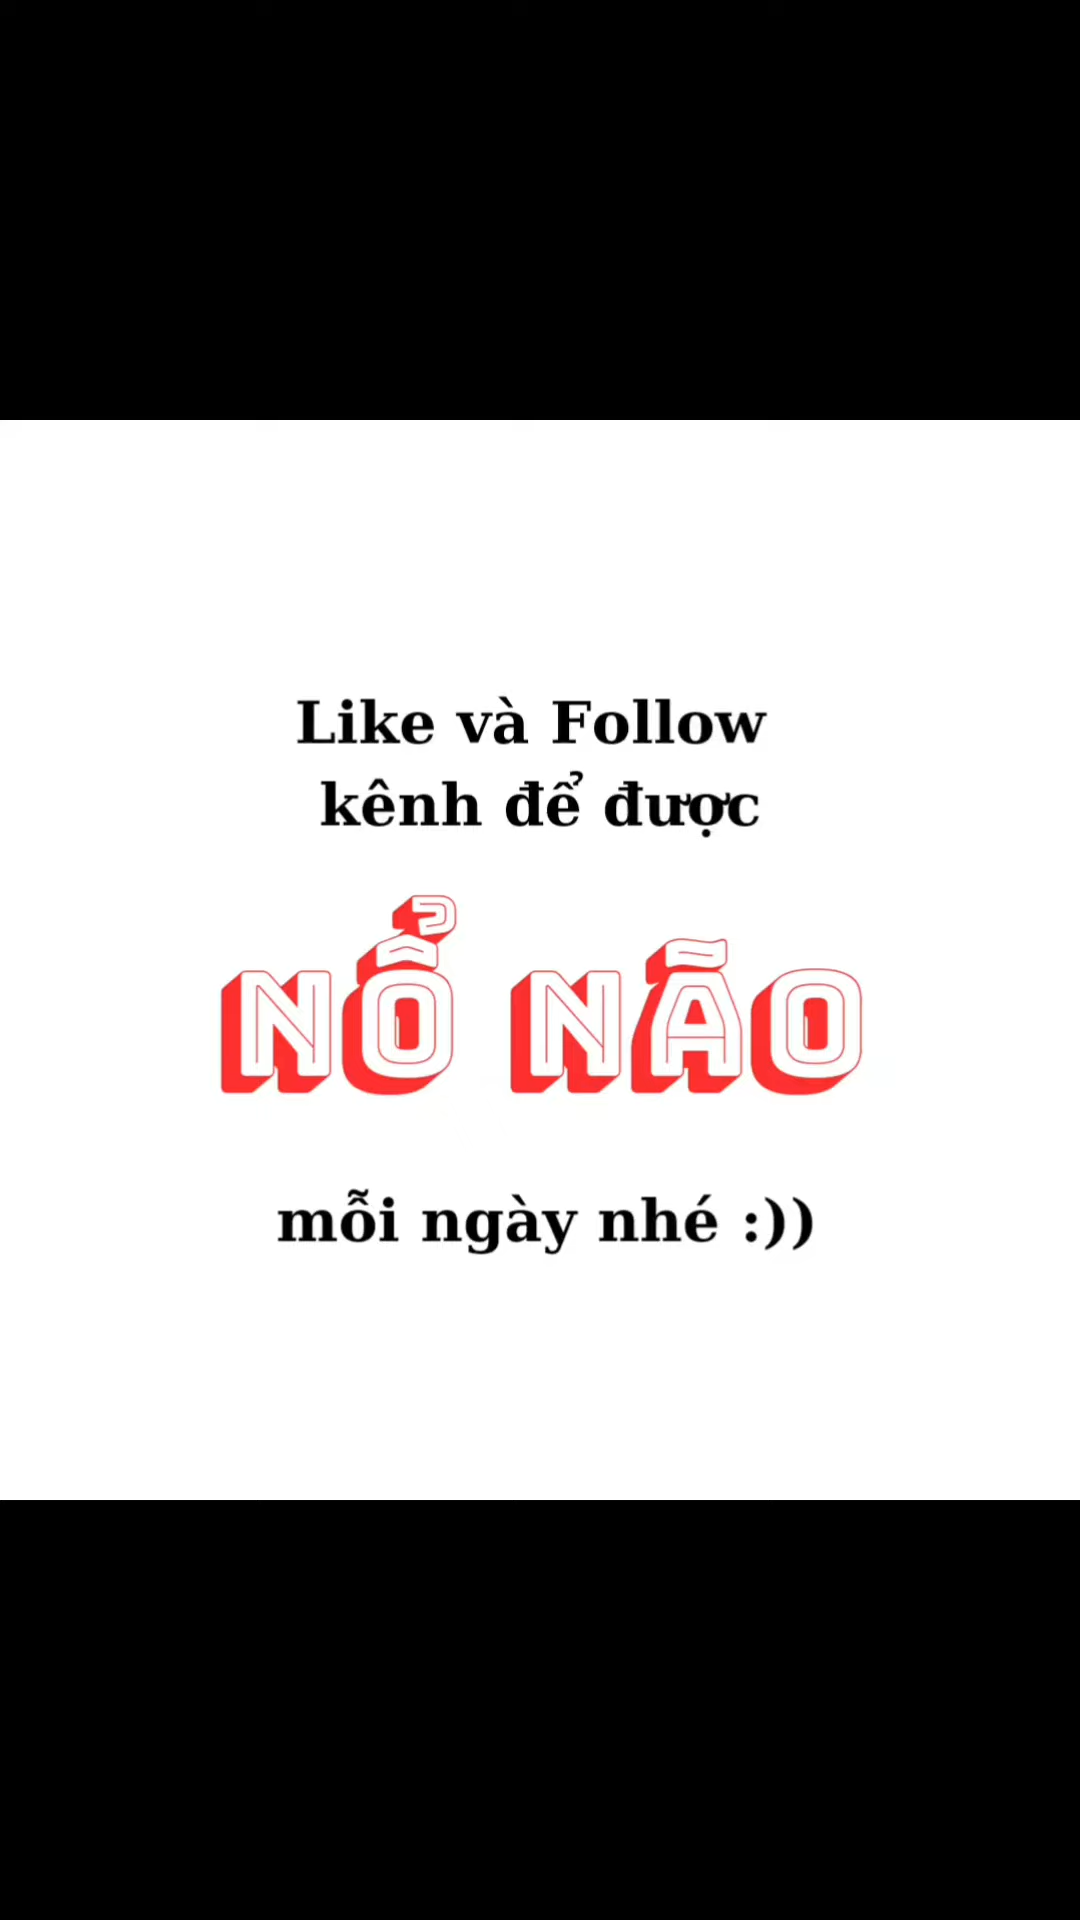 Like và Follow
kênh để được
NỔ NÃO
mỗi ngày nhé :))